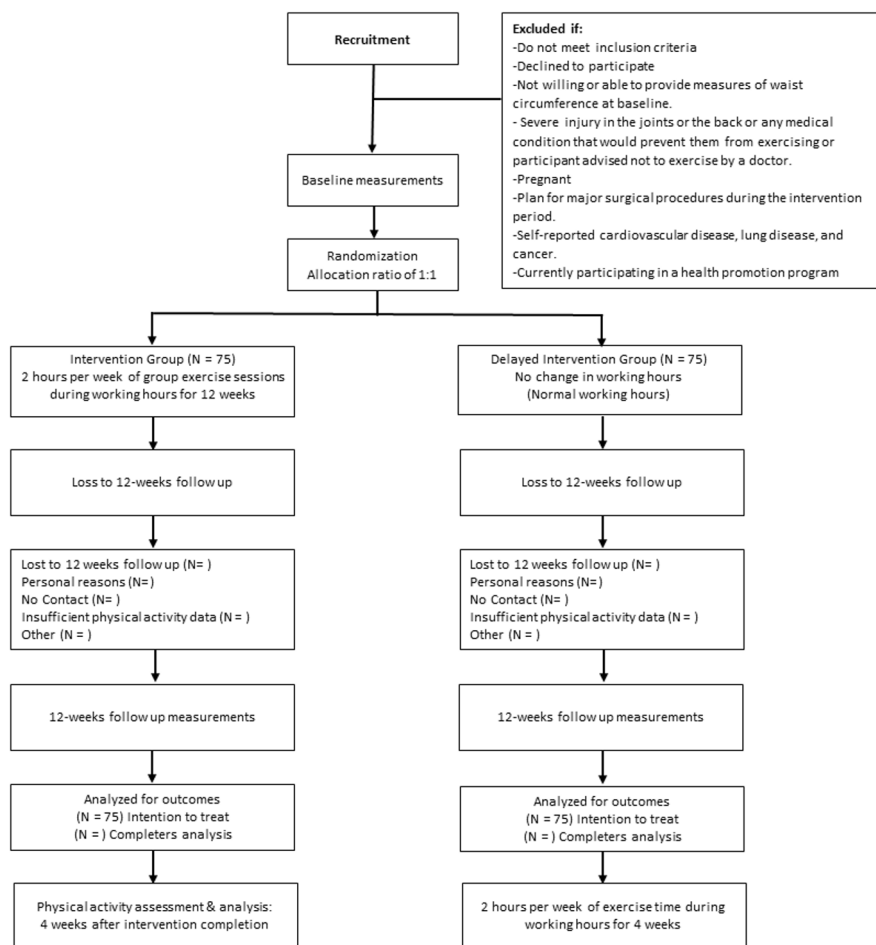 Recruitment
Excluded if:
-Do not meet inclusion criteria
-Declined to participate
-Not willing or able to provide measures of waist
circumference at baseline.
- Severe injury in the joints or the back or any medical
condition that would prevent them from exercising or
participant advised not to exercise by a doctor.
-Pregnant
-Plan for major surgical procedures during the intervention
period.
-Self-reported cardiovascular disease, lung disease, and
cancer.
-Currently participating in a health promotion program
Baseline measurements
Randomization
Allocation ratio of 1:1
Intervention Group (N = 75)
2 hours per week of group exercise sessions
during working hours for 12 weeks
Delayed Intervention Group (N = 75)
No change in working hours
(Normal working hours)
Loss to 12-weeks follow up
Loss to 12-weeks follow up
Lost to 12 weeks follow up (N= )
Personal reasons (N= )
No Contact (N= )
Insufficient physical activity data (N = )
Other (N = )
Lost to 12 weeks follow up (N= )
Personal reasons (N= )
No Contact (N= )
Insufficient physical activity data (N = )
Other (N = )
12-weeks follow up measurements
12-weeks follow up measurements
Analyzed for outcomes
(N = 75) Intention to treat
(N = ) Completers analysis
Analyzed for outcomes
(N = 75) Intention to treat
(N = ) Completers analysis
Physical activity assessment & analysis:
4 weeks after intervention completion
2 hours per week of exercise time during
working hours for 4 weeks